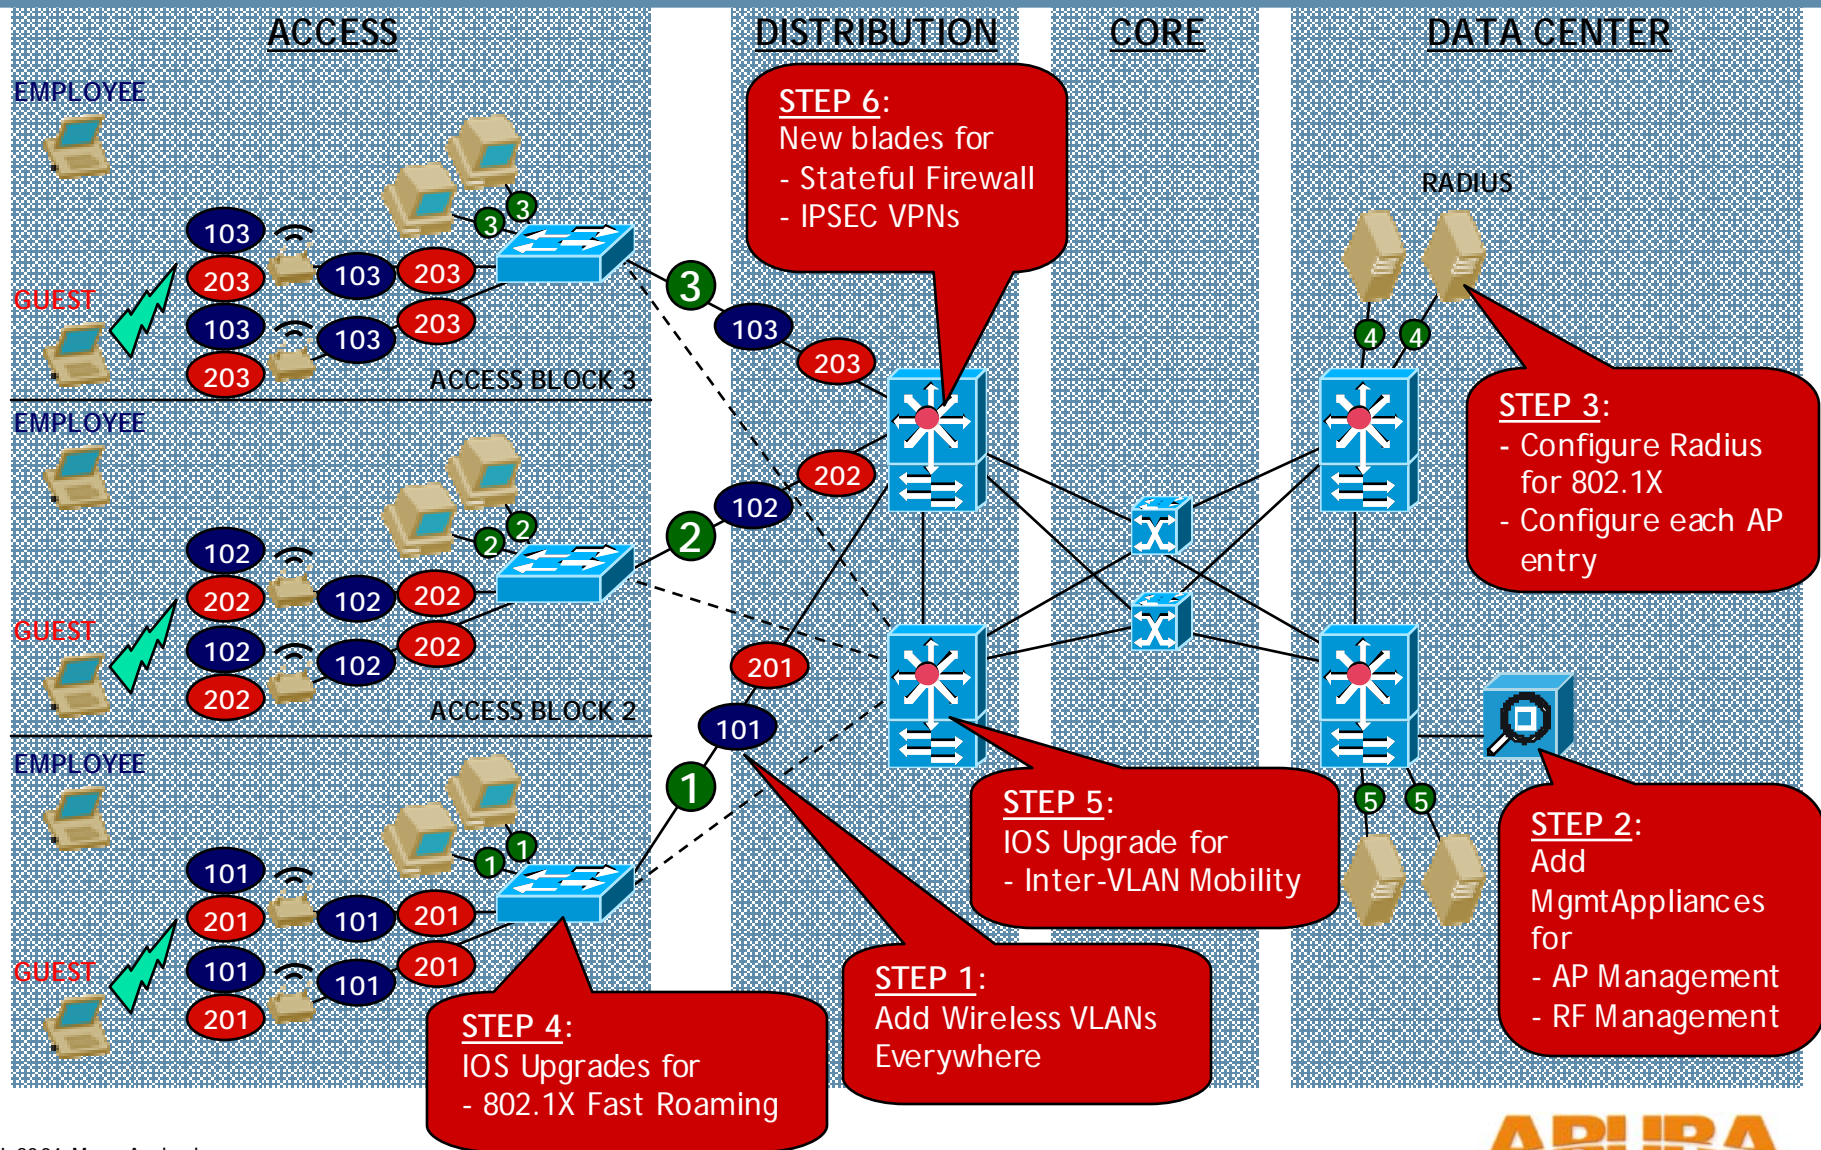 ACCESS
DISTRIBUTION
CORE
DATA CENTER
EMPLOYEE
GUEST
103
203
103
203
103
203
103
203
3
3
ACCESS BLOCK 3
3
103
203
EMPLOYEE
GUEST
102
202
102
202
102
202
102
202
2
2
ACCESS BLOCK 2
2
102
202
EMPLOYEE
GUEST
101
201
101
201
101
201
101
201
1
1
1
101
201
STEP 6:
New blades for
- Stateful Firewall
- IPSEC VPNs
RADIUS
4
4
STEP 3:
- Configure Radius
for 802.1X
- Configure each AP
entry
5
5
STEP 5:
IOS Upgrade for
- Inter-VLAN Mobility
STEP 2:
Add
MgmtAppliances
for
- AP Management
- RF Management
STEP 1:
Add Wireless VLANs
Everywhere
STEP 4:
IOS Upgrades for
- 802.1X Fast Roaming
ARUBA